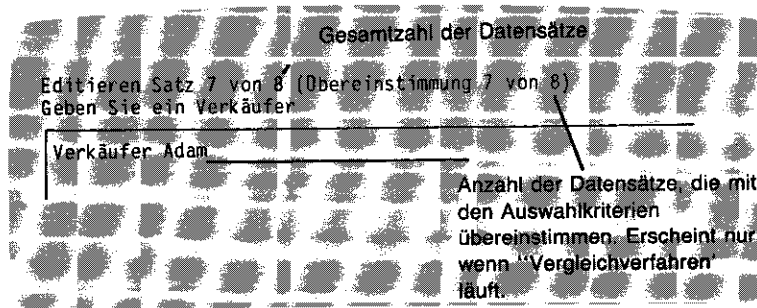 Gesamtzahl der Datensätze
Editieren Satz 7 von 8 (Übereinstimmung 7 von 8)
Geben Sie ein Verkäufer
Verkäufer Adam
Anzahl der Datensätze, die mit
den Auswahlkriterien
übereinstimmen. Erscheint nur
wenn "Vergleichverfahren'
läuft.